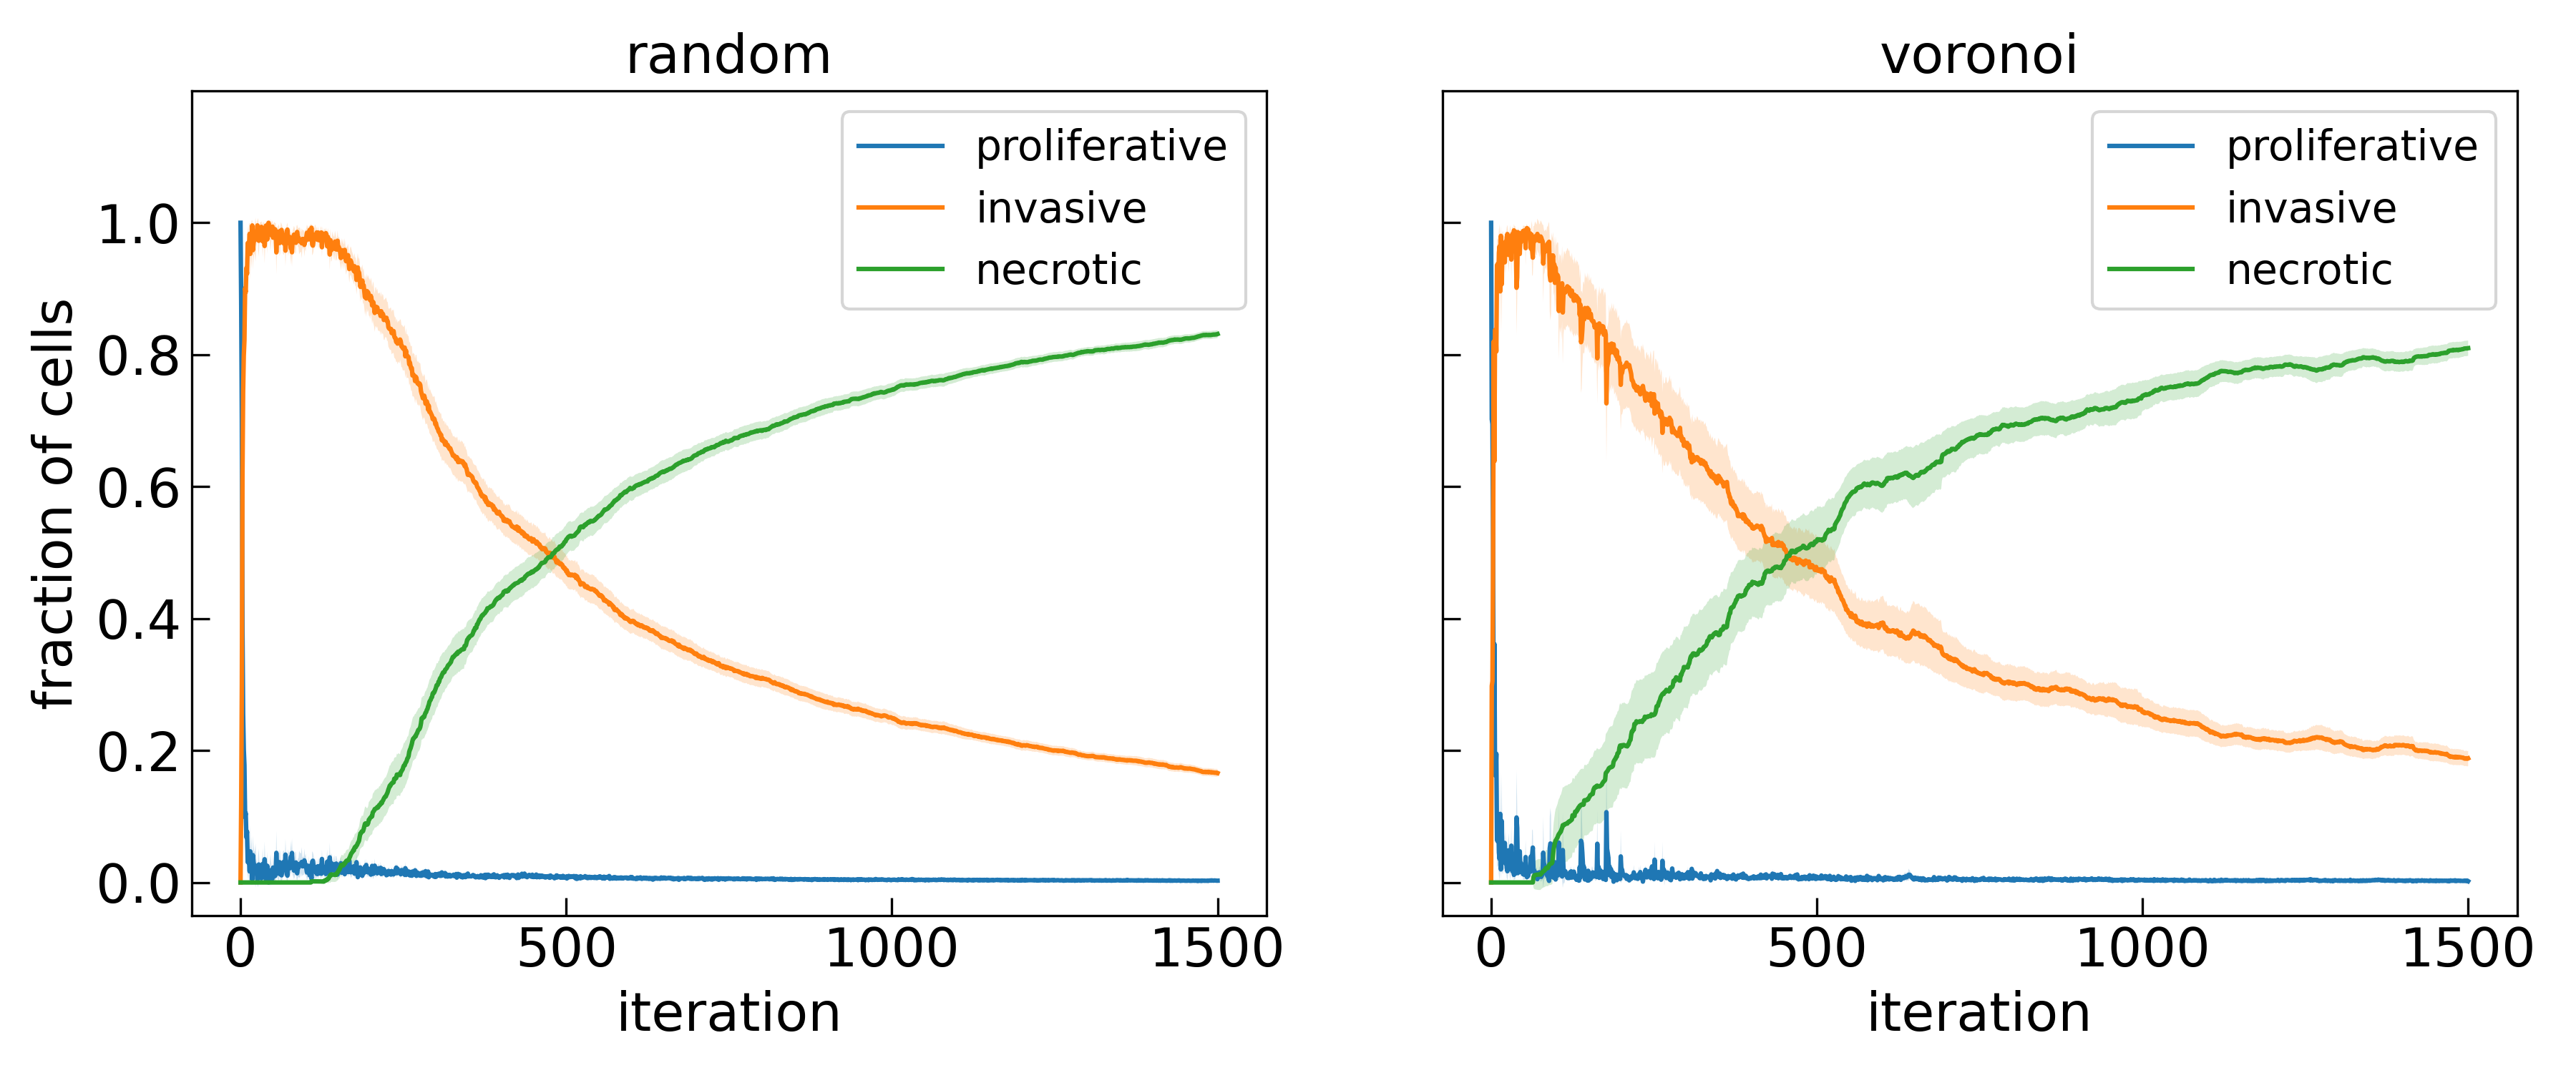 random
proliferative
invasive
necrotic
fraction of cells
1.0
0.8
0.6
0.4
0.2
0.0
0 500 1000 1500
iteration
voronoi
proliferative
invasive
necrotic
0 500 1000 1500
iteration